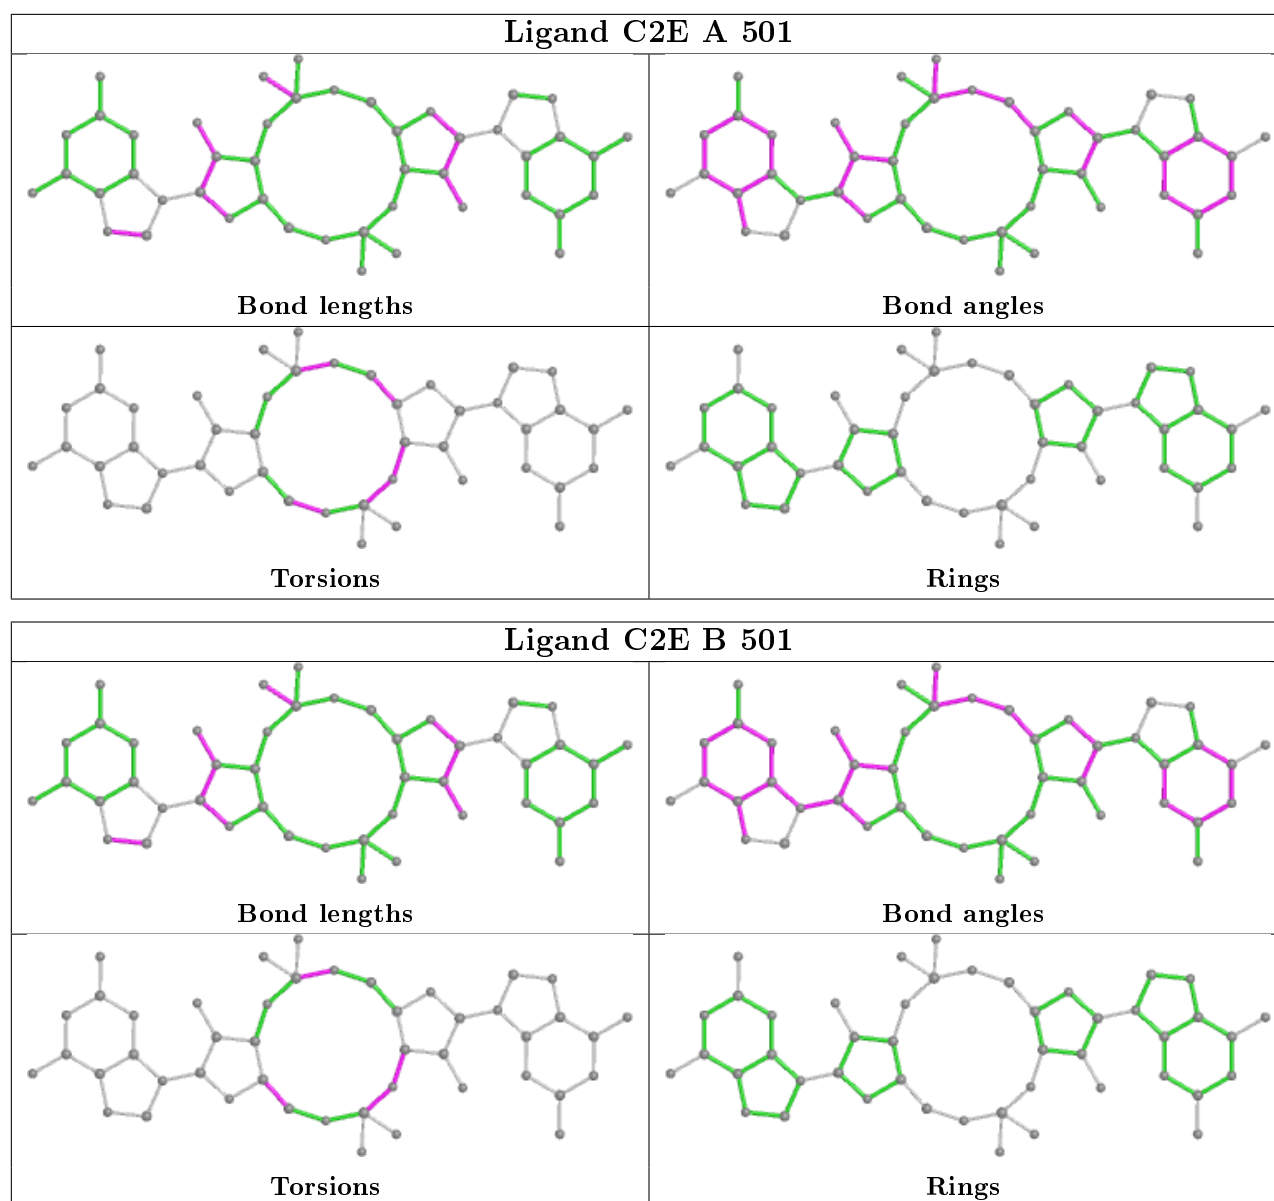 Ligand C2E A 501
Bond lengths
Bond angles
Torsions
Rings
Ligand C2E B 501
Bond lengths
Bond angles
Torsions
Rings